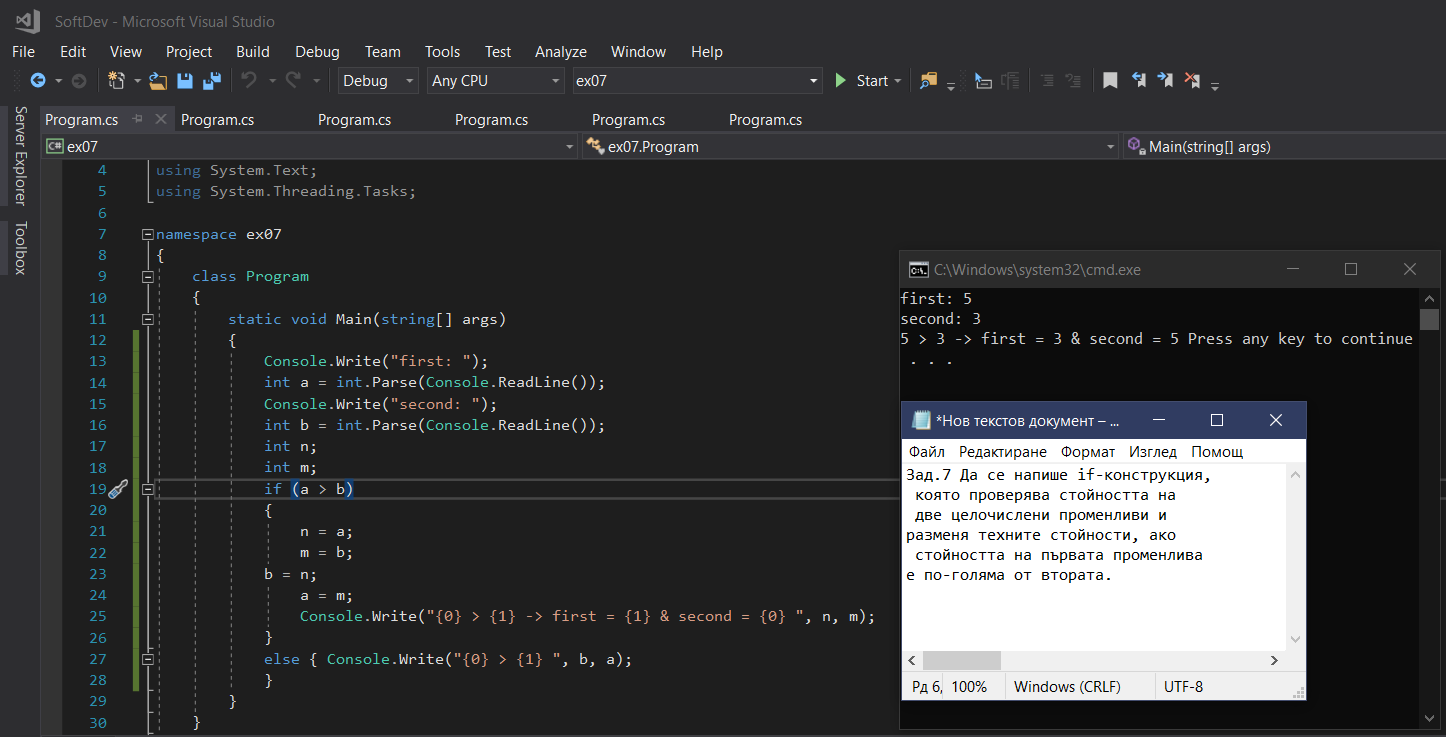 SoftDev - Microsoft Visual Studio
File Edit View Project Build Debug Team Tools Test Analyze Window Help
Debug Any CPU ex07 Start
Server Explorer
Toolbox
Program.cs Program.cs Program.cs Program.cs Program.cs Program.cs
C# ex07 ex07.Program Main(string[] args)
4 using System.Text;
5 using System.Threading.Tasks;
6
7 namespace ex07
8 {
9 class Program
10 {
11 static void Main(string[] args)
12 {
13 Console.Write("first: ");
14 int a = int.Parse(Console.ReadLine());
15 Console.Write("second: ");
16 int b = int.Parse(Console.ReadLine());
17 int n;
18 int m;
19 if (a > b)
20 {
21 n = a;
22 m = b;
23 b = n;
24 a = m;
25 Console.Write("{0} > {1} -> first = {1} & second = {0} ", n, m);
26 }
27 else { Console.Write("{0} > {1} ", b, a);
28 }
29 }
30 }
C:\Windows\system32\cmd.exe
first: 5
second: 3
5 > 3 -> first = 3 & second = 5 Press any key to continue
. . .
*Нов текстов документ – ...
Файл Редактиране Формат Изглед Помощ
Зад.7 Да се напише if-конструкция,
която проверява стойността на
две целочислени променливи и
разменя техните стойности, ако
стойността на първата променлива
е по-голяма от втората.
Рд 6, 100% Windows (CRLF) UTF-8